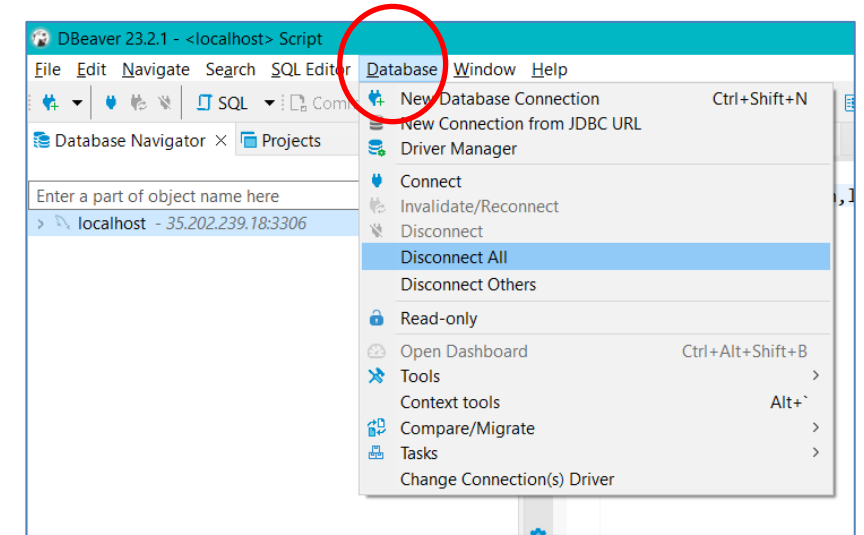 DBeaver 23.2.1 - <localhost> Script
File Edit Navigate Search SQL Editor Database Window Help
SQL
Database Navigator × Projects
Enter a part of object name here
localhost - 35.202.239.18:3306
New Database Connection Ctrl+Shift+N
New Connection from JDBC URL
Driver Manager
Connect
Invalidate/Reconnect
Disconnect
Disconnect All
Disconnect Others
Read-only
Open Dashboard Ctrl+Alt+Shift+B
Tools
Context tools Alt+`
Compare/Migrate
Tasks
Change Connection(s) Driver